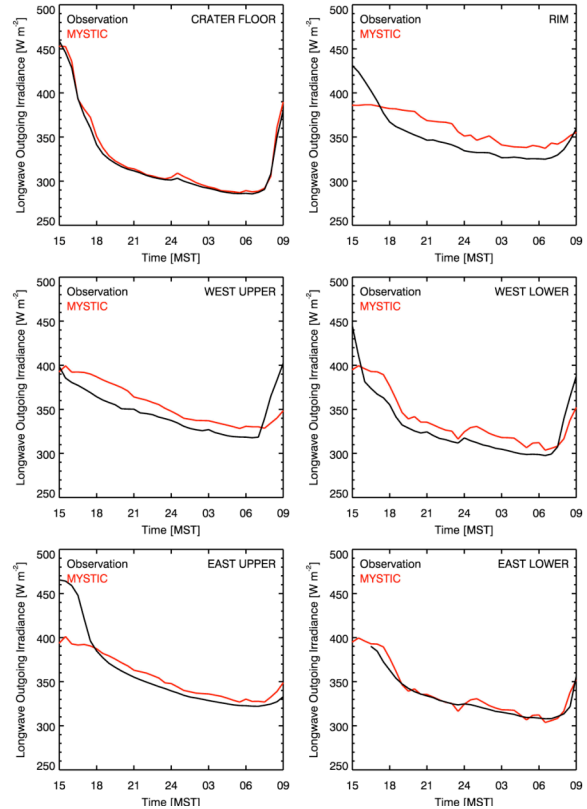 Observation CRATER FLOOR
MYSTIC
Longwave Outgoing Irradiance [W m-2]
500
450
400
350
300
250
15 18 21 24 03 06 09
Time [MST]
Observation RIM
MYSTIC
Longwave Outgoing Irradiance [W m-2]
500
450
400
350
300
250
15 18 21 24 03 06 09
Time [MST]
Observation WEST UPPER
MYSTIC
Longwave Outgoing Irradiance [W m-2]
500
450
400
350
300
250
15 18 21 24 03 06 09
Time [MST]
Observation WEST LOWER
MYSTIC
Longwave Outgoing Irradiance [W m-2]
500
450
400
350
300
250
15 18 21 24 03 06 09
Time [MST]
Observation EAST UPPER
MYSTIC
Longwave Outgoing Irradiance [W m-2]
500
450
400
350
300
250
15 18 21 24 03 06 09
Time [MST]
Observation EAST LOWER
MYSTIC
Longwave Outgoing Irradiance [W m-2]
500
450
400
350
300
250
15 18 21 24 03 06 09
Time [MST]